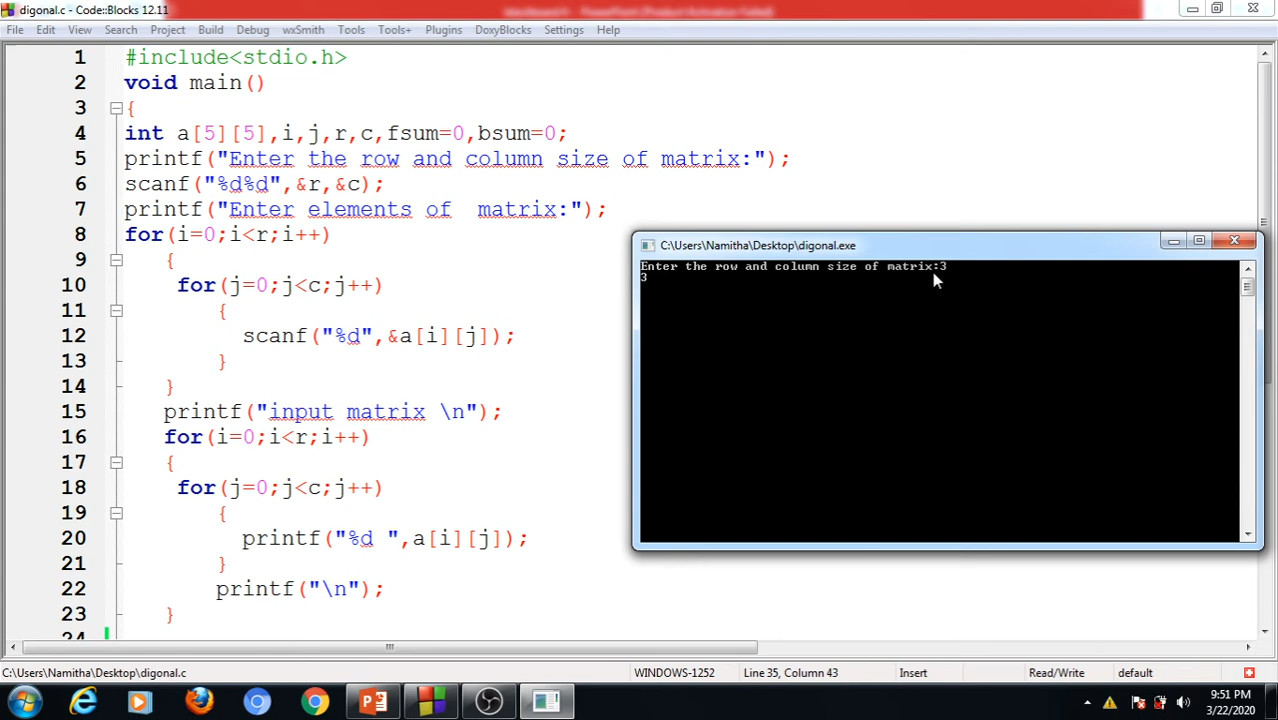 digonal.c - Code::Blocks 12.11
File Edit View Search Project Build Debug wxSmith Tools Tools+ Plugins DoxyBlocks Settings Help
1 #include<stdio.h>
2 void main()
3 {
4 int a[5][5],i,j,r,c,fsum=0,bsum=0;
5 printf("Enter the row and column size of matrix:");
6 scanf("%d%d",&r,&c);
7 printf("Enter elements of  matrix:");
8 for(i=0;i<r;i++)
9 {
10 for(j=0;j<c;j++)
11 {
12 scanf("%d",&a[i][j]);
13 }
14 }
15 printf("input matrix \n");
16 for(i=0;i<r;i++)
17 {
18 for(j=0;j<c;j++)
19 {
20 printf("%d ",a[i][j]);
21 }
22 printf("\n");
23 }
24
C:\Users\Namitha\Desktop\digonal.exe
Enter the row and column size of matrix:3
3
C:\Users\Namitha\Desktop\digonal.c WINDOWS-1252 Line 35, Column 43 Insert Read/Write default
9:51 PM
3/22/2020